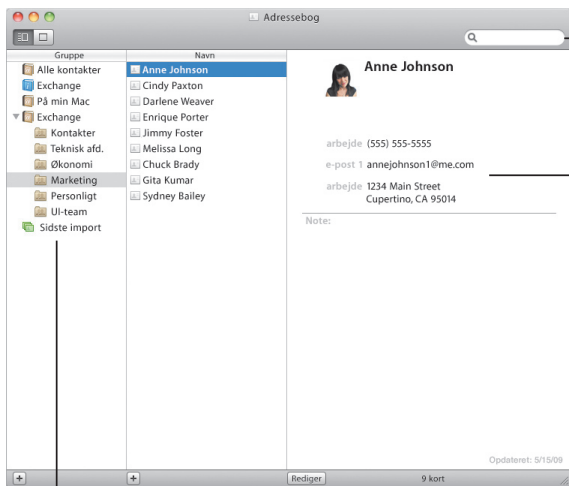 Adressebog
Gruppe
Alle kontakter
Exchange
På min Mac
Exchange
Kontakter
Teknisk afd.
Økonomi
Marketing
Personligt
UI-team
Sidste import
Navn
Anne Johnson
Cindy Paxton
Darlene Weaver
Enrique Porter
Jimmy Foster
Melissa Long
Chuck Brady
Gita Kumar
Sydney Bailey
Anne Johnson
arbejde (555) 555-5555
e-post 1 annejohnson1@me.com
arbejde 1234 Main Street
Cupertino, CA 95014
Note:
Opdateret: 5/15/09
Rediger
9 kort